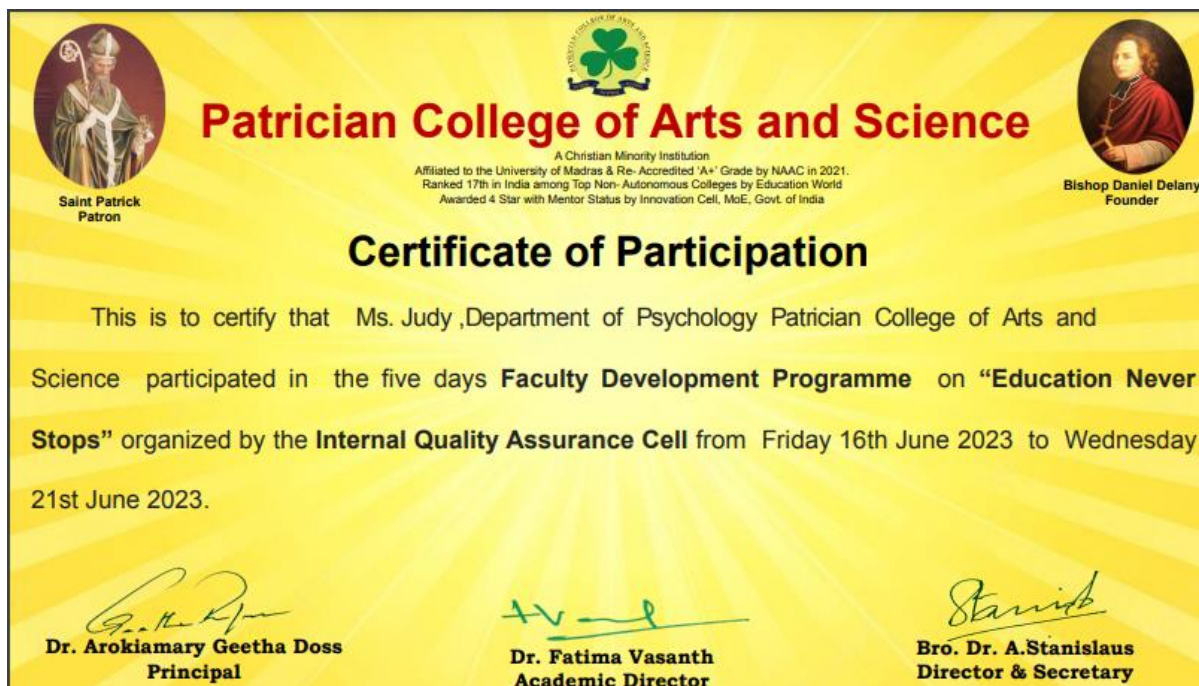 PATRICIAN COLLEGE OF ARTS AND SCIENCE
Patrician College of Arts and Science
A Christian Minority Institution
Affiliated to the University of Madras & Re- Accredited 'A+' Grade by NAAC in 2021.
Ranked 17th in India among Top Non- Autonomous Colleges by Education World
Awarded 4 Star with Mentor Status by Innovation Cell, MoE, Govt. of India
Saint Patrick
Patron
Bishop Daniel Delany
Founder
Certificate of Participation
This is to certify that Ms. Judy ,Department of Psychology Patrician College of Arts and
Science participated in the five days Faculty Development Programme on “Education Never
Stops” organized by the Internal Quality Assurance Cell from Friday 16th June 2023 to Wednesday
21st June 2023.
Dr. Arokiamary Geetha Doss
Principal
Dr. Fatima Vasanth
Academic Director
Bro. Dr. A.Stanislaus
Director & Secretary